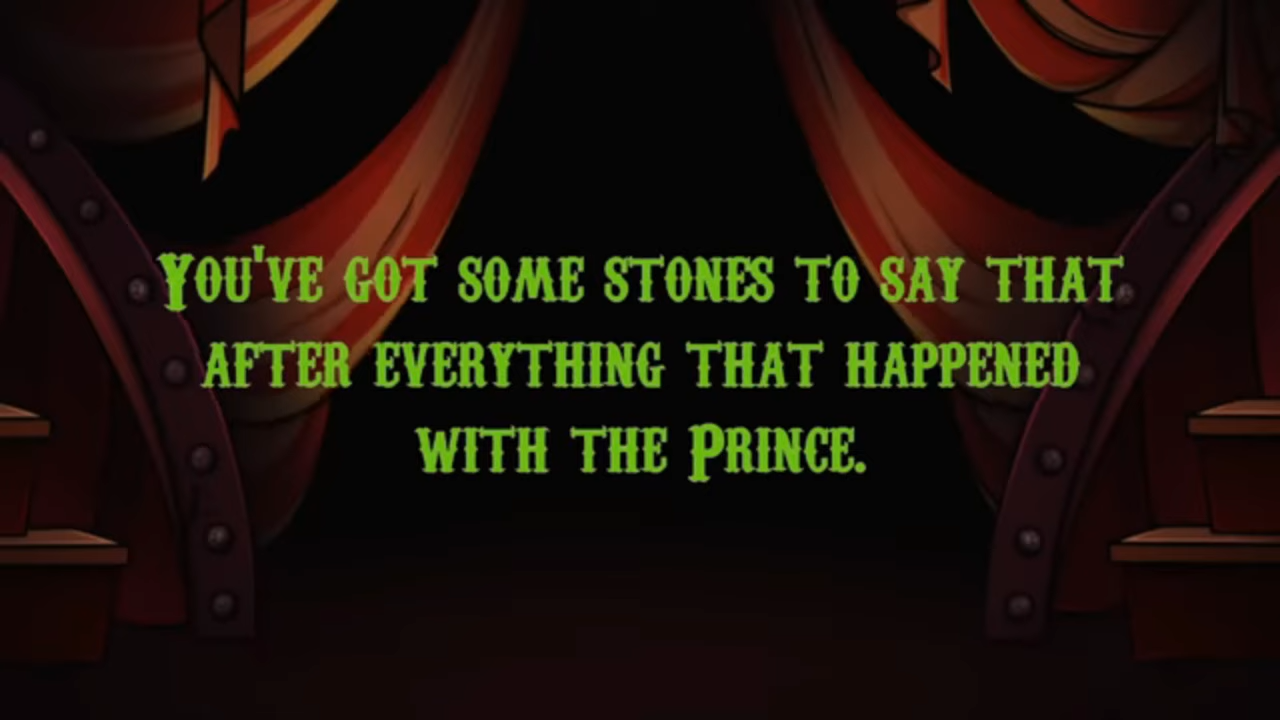 You've got some stones to say that
after everything that happened
with the Prince.